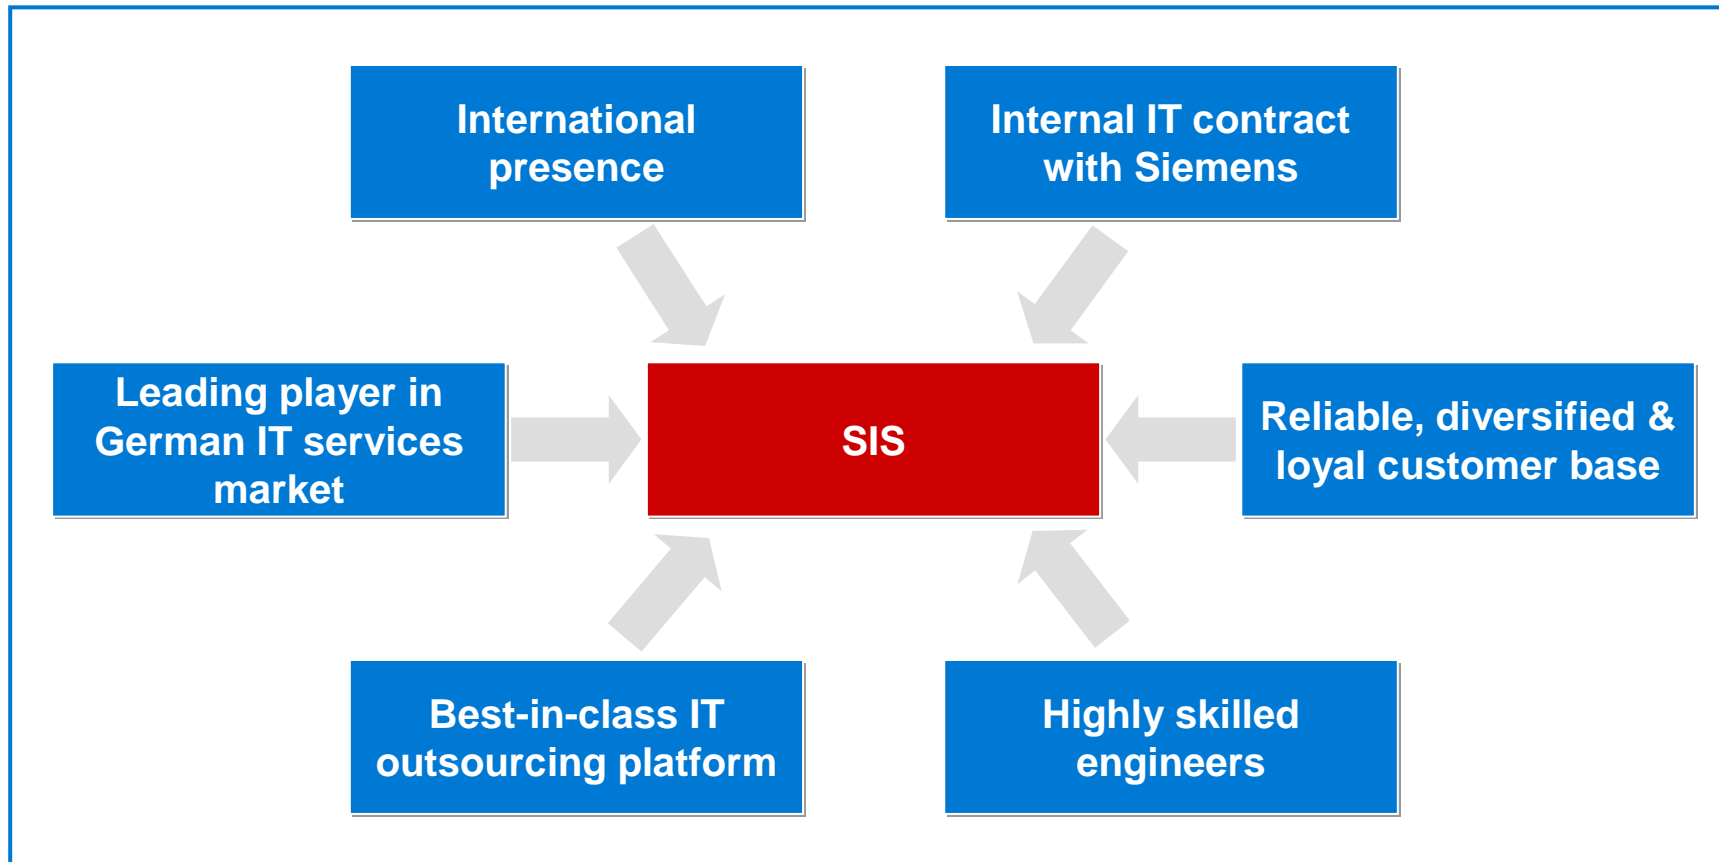 International
presence
Internal IT contract
with Siemens
Leading player in
German IT services
market
SIS
Reliable, diversified &
loyal customer base
Best-in-class IT
outsourcing platform
Highly skilled
engineers